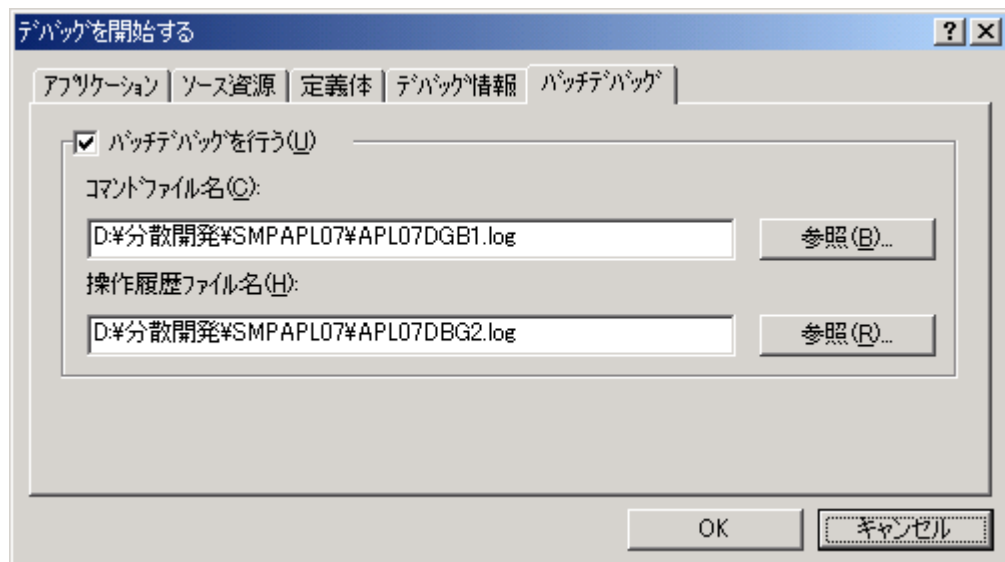 ﾃﾞﾊﾞｯｸﾞを開始する
ｱﾌﾟﾘｹｰｼｮﾝ ソース資源 定義体 ﾃﾞﾊﾞｯｸﾞ情報 ﾊﾞｯﾁﾃﾞﾊﾞｯｸﾞ
ﾊﾞｯﾁﾃﾞﾊﾞｯｸﾞを行う(U)
ｺﾏﾝﾄﾞﾌｧｲﾙ名(C):
D:¥分散開発¥SMPAPL07¥APL07DGB1.log 参照(B)...
操作履歴ﾌｧｲﾙ名(H):
D:¥分散開発¥SMPAPL07¥APL07DBG2.log 参照(R)...
OK キャンセル